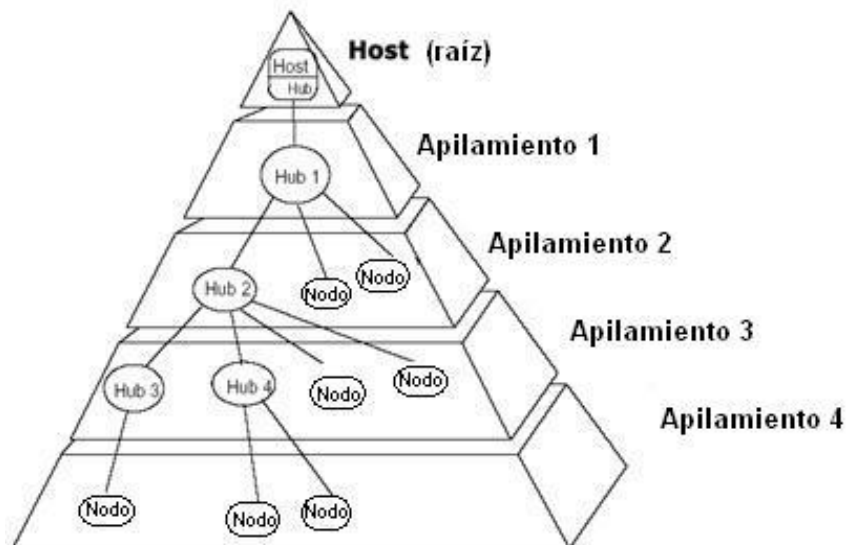 Host (raíz)
Host
Hub
Apilamiento 1
Hub 1
Apilamiento 2
Hub 2
Nodo
Nodo
Apilamiento 3
Hub 3
Hub 4
Nodo
Nodo
Apilamiento 4
Nodo
Nodo
Nodo